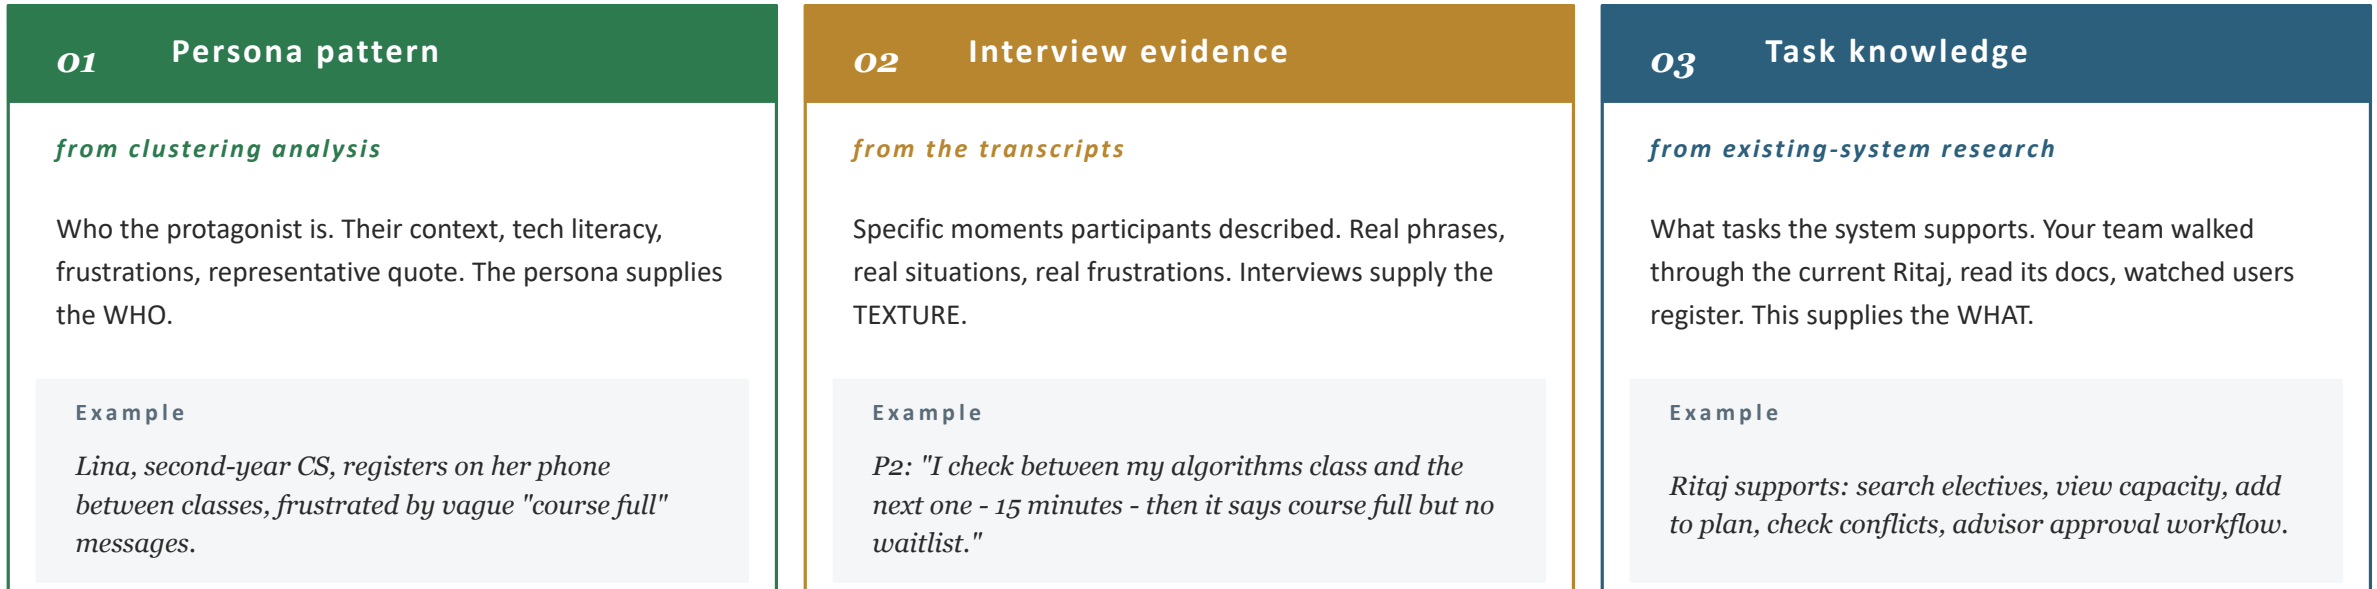 01 Persona pattern
from clustering analysis
Who the protagonist is. Their context, tech literacy,
frustrations, representative quote. The persona supplies
the WHO.
Example
Lina, second-year CS, registers on her phone
between classes, frustrated by vague "course full"
messages.
02 Interview evidence
from the transcripts
Specific moments participants described. Real phrases,
real situations, real frustrations. Interviews supply the
TEXTURE.
Example
P2: "I check between my algorithms class and the
next one - 15 minutes - then it says course full but no
waitlist."
03 Task knowledge
from existing-system research
What tasks the system supports. Your team walked
through the current Ritaj, read its docs, watched users
register. This supplies the WHAT.
Example
Ritaj supports: search electives, view capacity, add
to plan, check conflicts, advisor approval workflow.